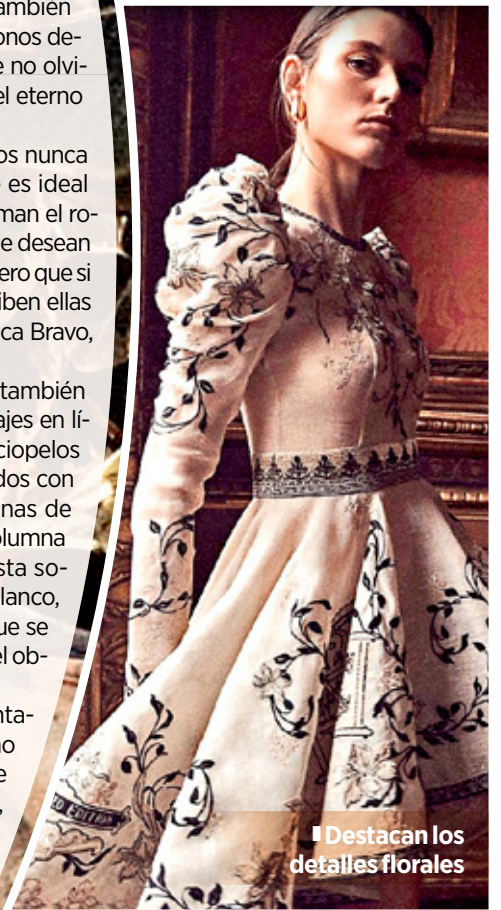 ambién
onos de-
e no olvi-
el eterno
os nunca
es ideal
man el ro-
e desean
ero que si
iben ellas
ca Bravo,
también
ajes en lí-
ciopelos
dos con
nas de
olumna
sta so-
lanco,
ue se
el ob-
nta-
no
e
,
Destacan los
detalles florales
EDITION